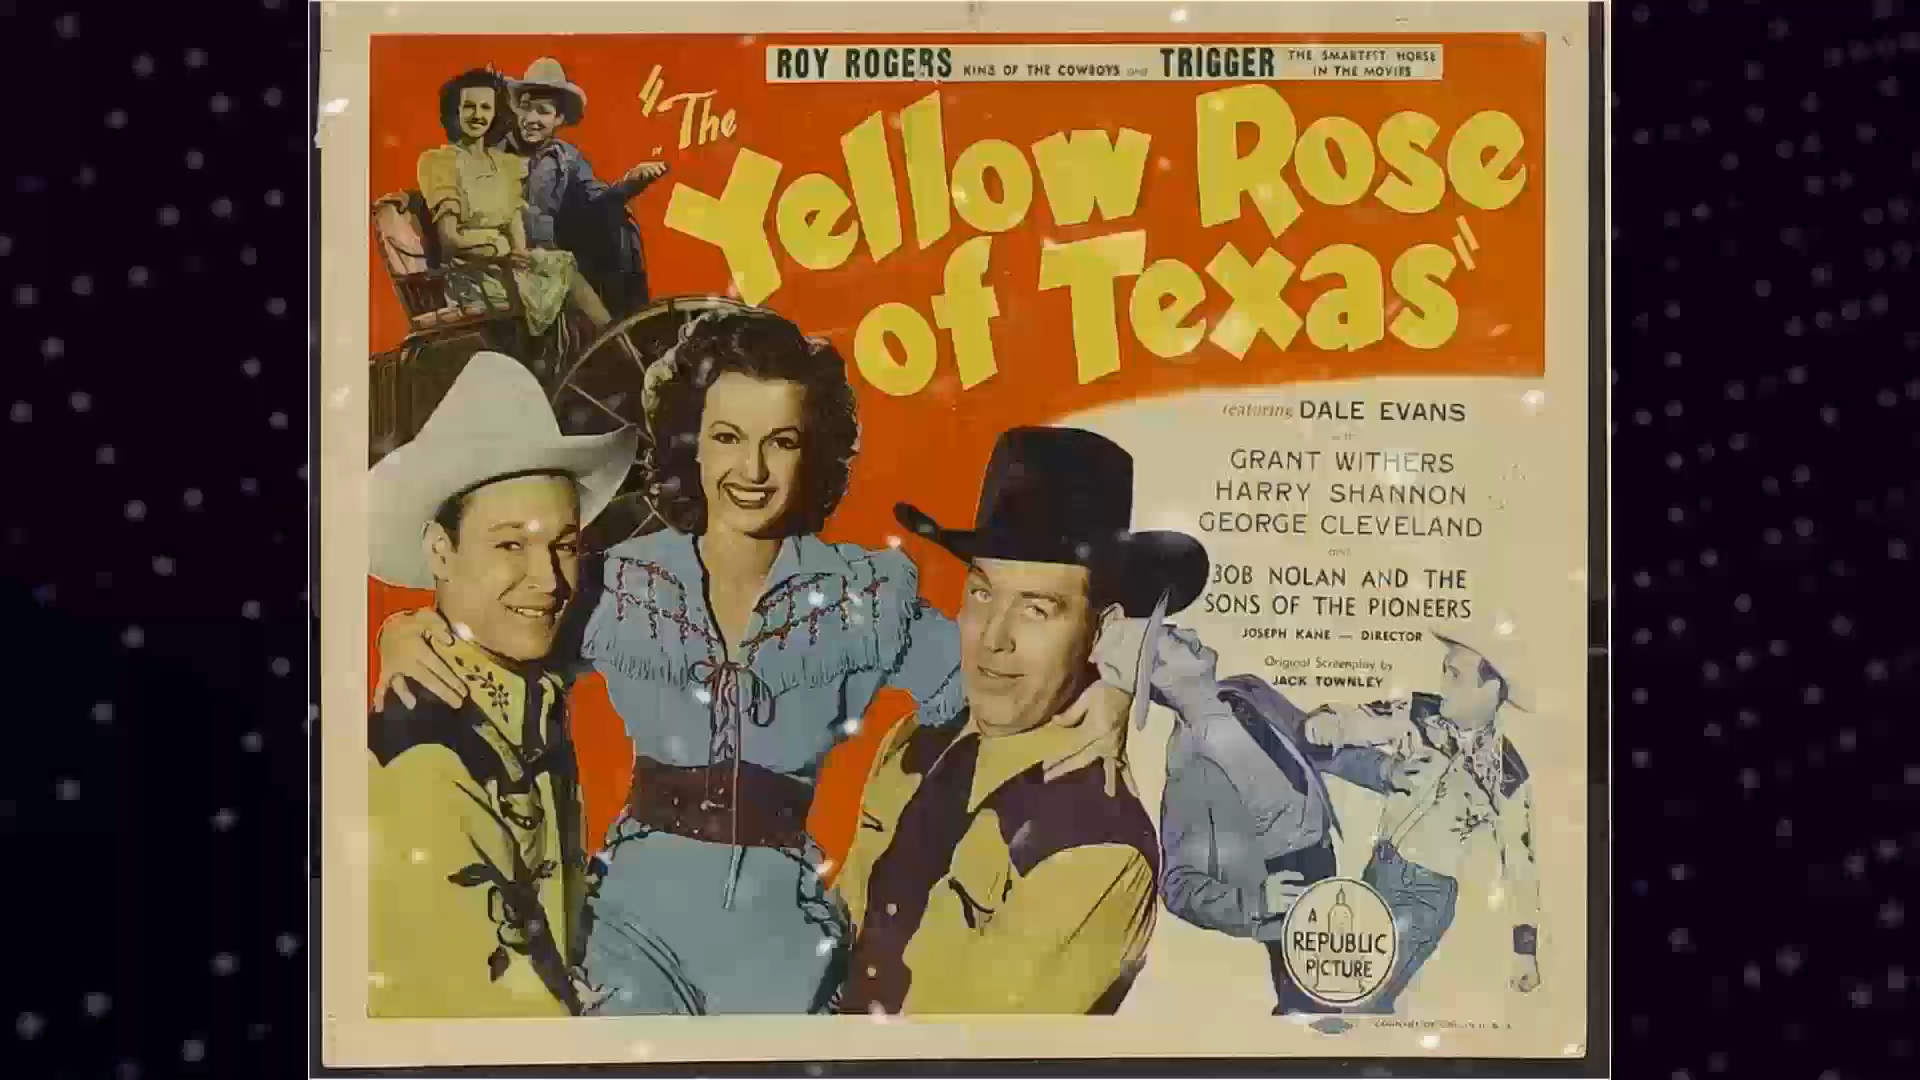 ROY ROGERS KING OF THE COWBOYS and TRIGGER THE SMARTEST HORSE
IN THE MOVIES
"The
Yellow Rose
of Texas"
featuring DALE EVANS
with
GRANT WITHERS
HARRY SHANNON
GEORGE CLEVELAND
and
BOB NOLAN AND THE
SONS OF THE PIONEERS
JOSEPH KANE — DIRECTOR
Original Screenplay by
JACK TOWNLEY
A
REPUBLIC
PICTURE